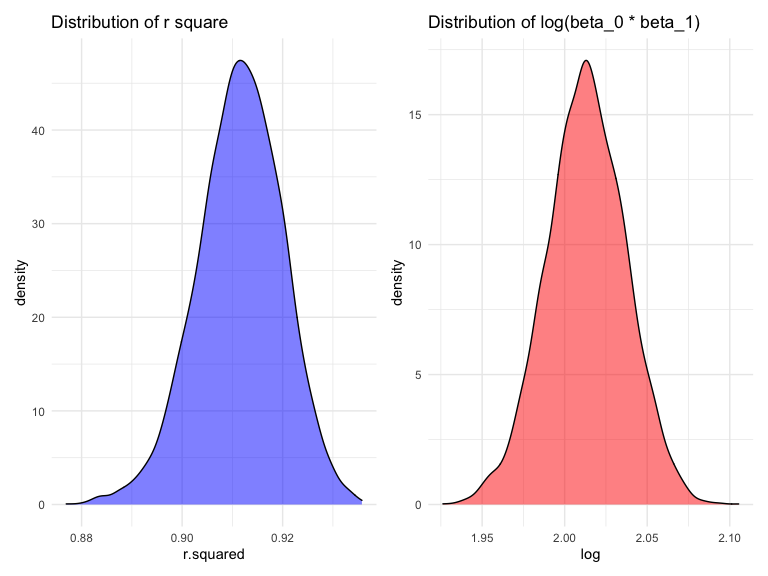 Distribution of r square
density
40
30
20
10
0
0.88 0.90 0.92
r.squared
Distribution of log(beta_0 * beta_1)
density
15
10
5
0
1.95 2.00 2.05 2.10
log